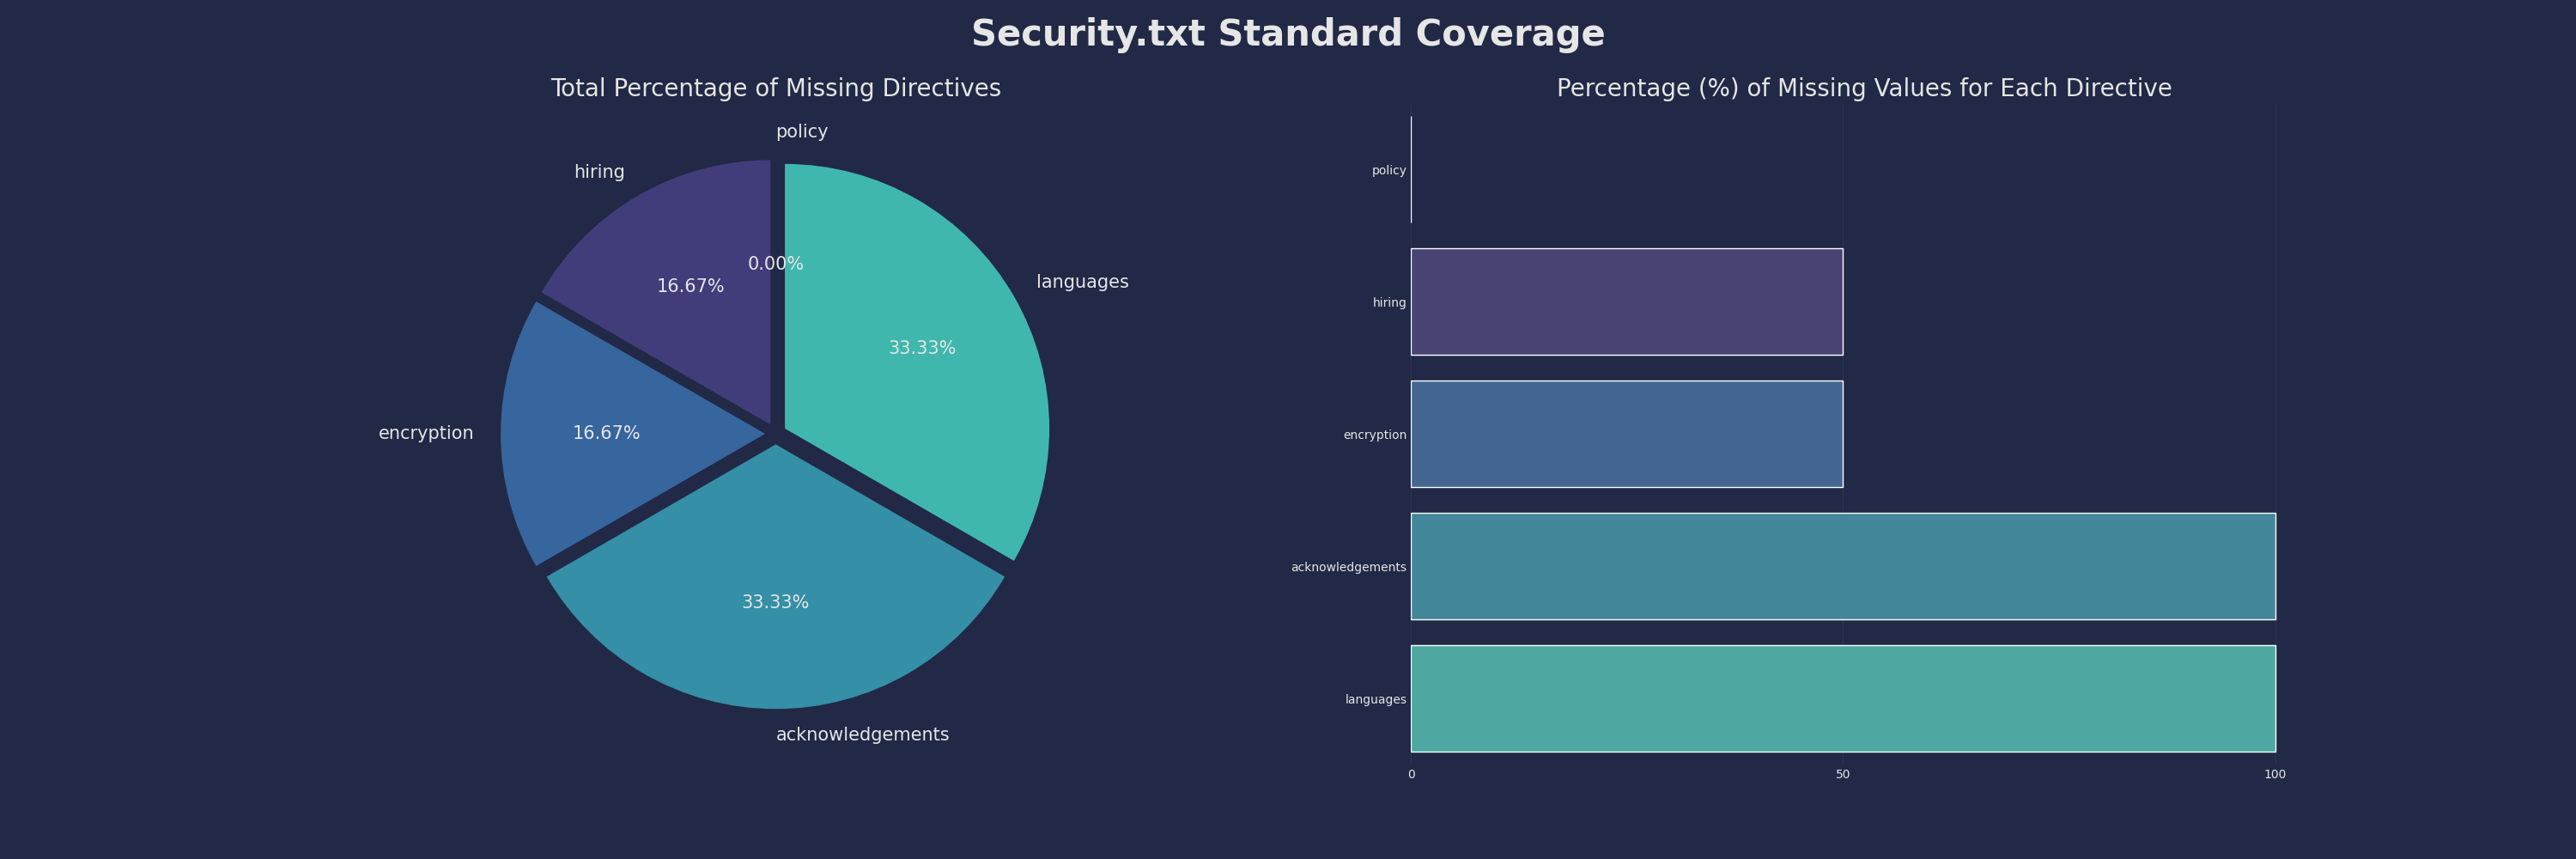 Security.txt Standard Coverage
Total Percentage of Missing Directives
policy
hiring
0.00%
16.67%
languages
33.33%
encryption
16.67%
33.33%
acknowledgements
Percentage (%) of Missing Values for Each Directive
policy
hiring
encryption
acknowledgements
languages
0 50 100